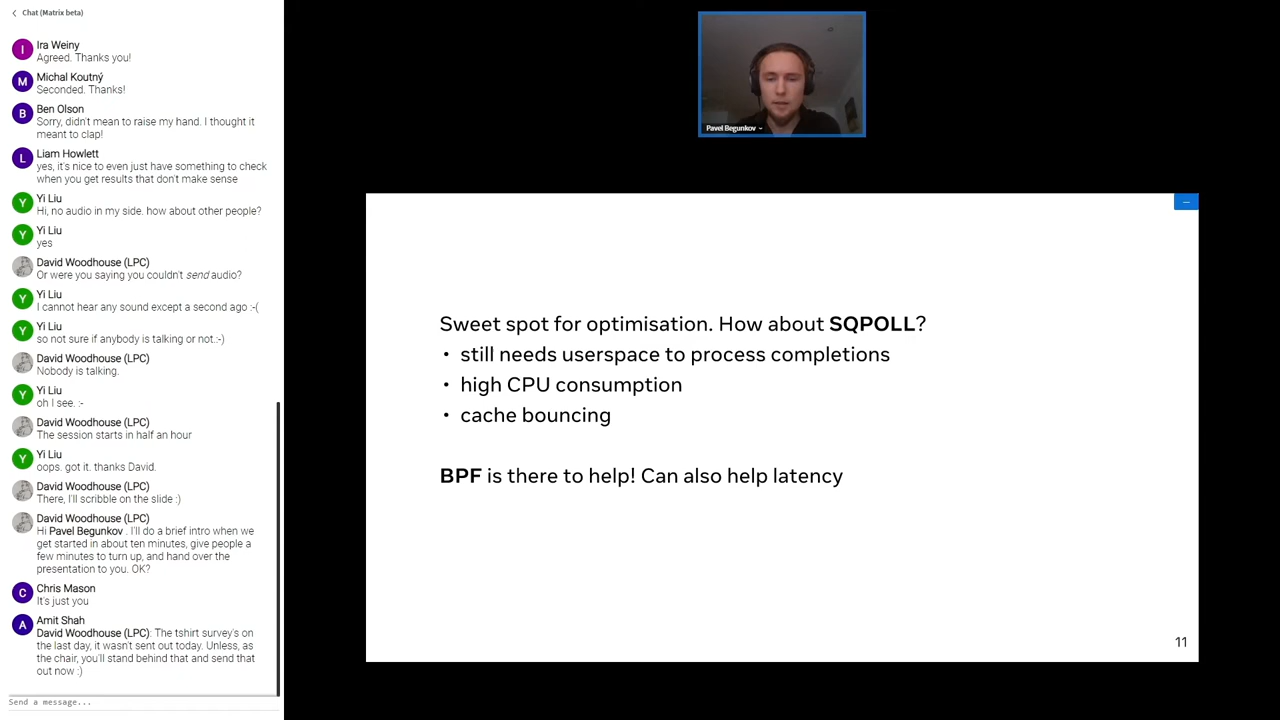 Chat (Matrix beta)
Ira Weiny
Agreed. Thank you!
Michal Koutný
Seconded. Thanks!
Ben Olson
Sorry, didn't mean to raise my hand. I thought it
meant to clap!
Liam Howlett
yes, it's nice to even just have something to check
when you get results that don't make sense
Yi Liu
Hi, no audio in my side. how about other people?
Yi Liu
yes
David Woodhouse (LPC)
Or were you saying you couldn't send audio?
Yi Liu
I cannot hear any sound except a second ago :-(
Yi Liu
so not sure if anybody is talking or not.:-)
David Woodhouse (LPC)
Nobody is talking.
Yi Liu
oh I see. :-
David Woodhouse (LPC)
The session starts in half an hour
Yi Liu
oops. got it. thanks David.
David Woodhouse (LPC)
There, I'll scribble on the slide :)
David Woodhouse (LPC)
Hi Pavel Begunkov . I'll do a brief intro when we
get started in about ten minutes, give people a
few minutes to turn up, and hand over the
presentation to you. OK?
Chris Mason
It's just you
Amit Shah
David Woodhouse (LPC): The tshirt survey's on
the last day, it wasn't sent out today. Unless, as
the chair, you'll stand behind that and send that
out now :)
Send a message...
Pavel Begunkov
Sweet spot for optimisation. How about SQPOLL?
• still needs userspace to process completions
• high CPU consumption
• cache bouncing
BPF is there to help! Can also help latency
11